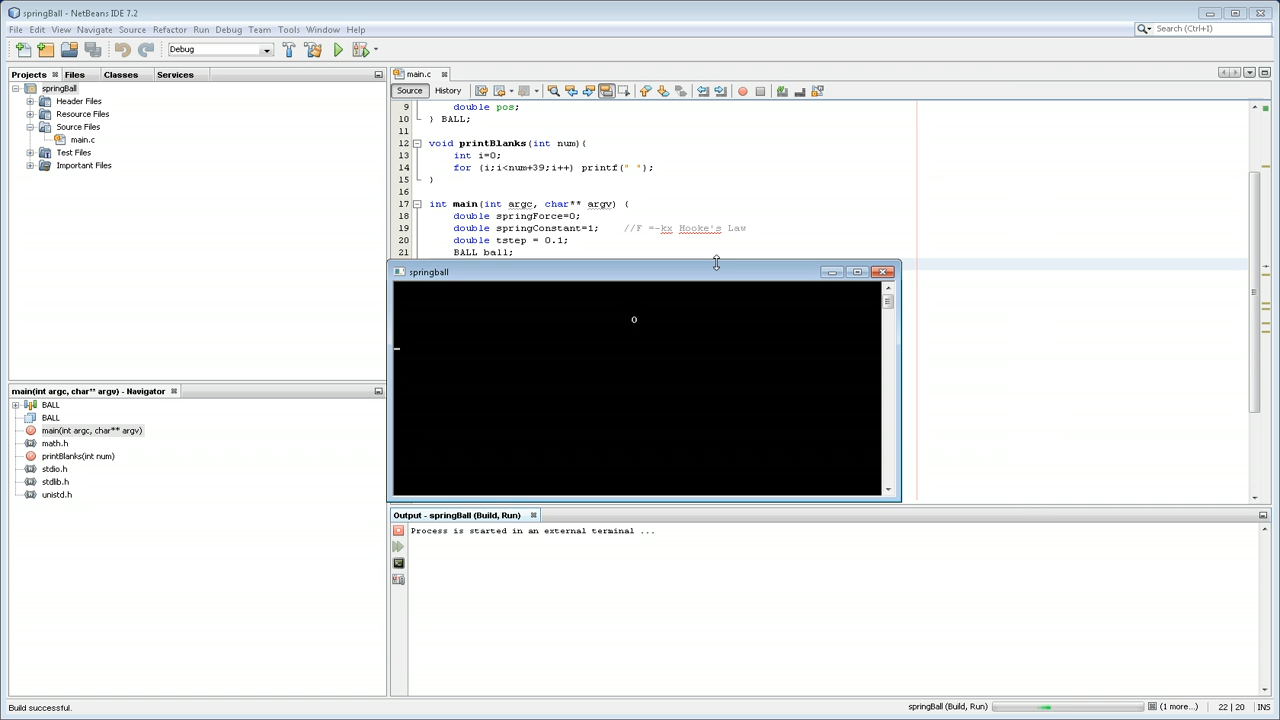 springBall - NetBeans IDE 7.2
File Edit View Navigate Source Refactor Run Debug Team Tools Window Help
Search (Ctrl+I)
Debug
Projects Files Classes Services
springBall
Header Files
Resource Files
Source Files
main.c
Test Files
Important Files
main.c
Source History
9 double pos;
10 } BALL;
11
12 void printBlanks(int num){
13 int i=0;
14 for (i;i<num+39;i++) printf(" ");
15 }
16
17 int main(int argc, char** argv) {
18 double springForce=0;
19 double springConstant=1; //F =-kx Hooke's Law
20 double tstep = 0.1;
21 BALL ball;
springball
O
main(int argc, char** argv) - Navigator
BALL
BALL
main(int argc, char** argv)
math.h
printBlanks(int num)
stdio.h
stdlib.h
unistd.h
Output - springBall (Build, Run)
Process is started in an external terminal ...
Build successful.
springBall (Build, Run)
(1 more...)
22 | 20
INS